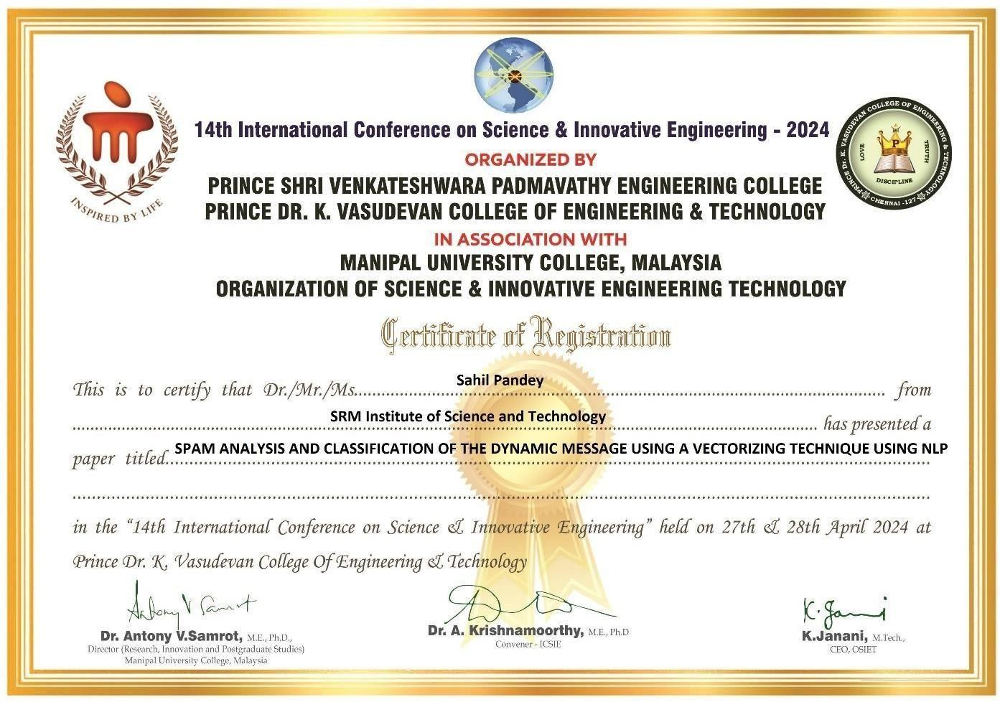 14th International Conference on Science & Innovative Engineering - 2024
ORGANIZED BY
PRINCE SHRI VENKATESHWARA PADMAVATHY ENGINEERING COLLEGE
PRINCE DR. K. VASUDEVAN COLLEGE OF ENGINEERING & TECHNOLOGY
IN ASSOCIATION WITH
MANIPAL UNIVERSITY COLLEGE, MALAYSIA
ORGANIZATION OF SCIENCE & INNOVATIVE ENGINEERING TECHNOLOGY
INSPIRED BY LIFE
PRINCE Dr. K. VASUDEVAN COLLEGE OF ENGINEERING & TECHNOLOGY
LOVE
P
TRUTH
DISCIPLINE
CHENNAI - 127
Certificate of Registration
This is to certify that Dr./Mr./Ms. Sahil Pandey from
SRM Institute of Science and Technology has presented a
paper titled SPAM ANALYSIS AND CLASSIFICATION OF THE DYNAMIC MESSAGE USING A VECTORIZING TECHNIQUE USING NLP
in the “14th International Conference on Science & Innovative Engineering” held on 27th & 28th April 2024 at
Prince Dr. K. Vasudevan College Of Engineering & Technology
Antony V Samrot
K. Janani
Dr. Antony V.Samrot, M.E., Ph.D.,
Director (Research, Innovation and Postgraduate Studies)
Manipal University College, Malaysia
Dr. A. Krishnamoorthy, M.E., Ph.D
Convener - ICSIE
K.Janani, M.Tech.,
CEO, OSIET